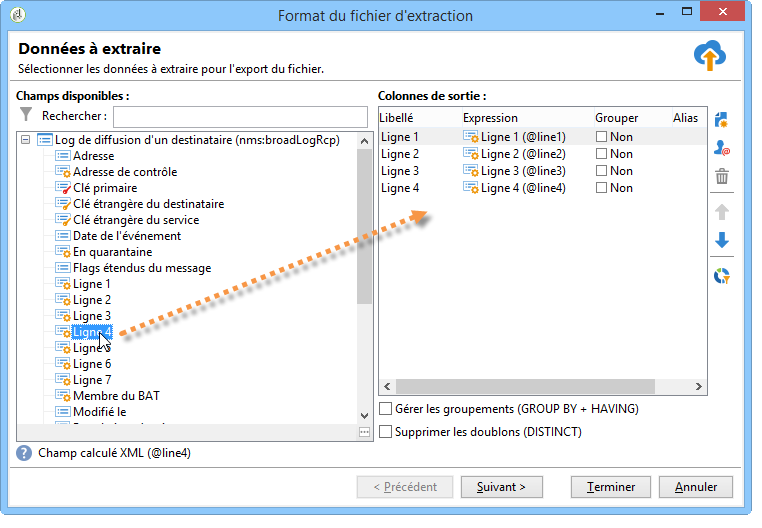 Format du fichier d'extraction
Données à extraire
Sélectionner les données à extraire pour l'export du fichier.
Champs disponibles :
Rechercher :
Log de diffusion d'un destinataire (nms:broadLogRcp)
Adresse
Adresse de contrôle
Clé primaire
Clé étrangère du destinataire
Clé étrangère du service
Date de l'événement
En quarantaine
Flags étendus du message
Ligne 1
Ligne 2
Ligne 3
Ligne 4
Ligne 5
Ligne 6
Ligne 7
Membre du BAT
Modifié le
Champ calculé XML (@line4)
Colonnes de sortie :
Libellé Expression Grouper Alias
Ligne 1 Ligne 1 (@line1) Non
Ligne 2 Ligne 2 (@line2) Non
Ligne 3 Ligne 3 (@line3) Non
Ligne 4 Ligne 4 (@line4) Non
Gérer les groupements (GROUP BY + HAVING)
Supprimer les doublons (DISTINCT)
< Précédent Suivant > Terminer Annuler